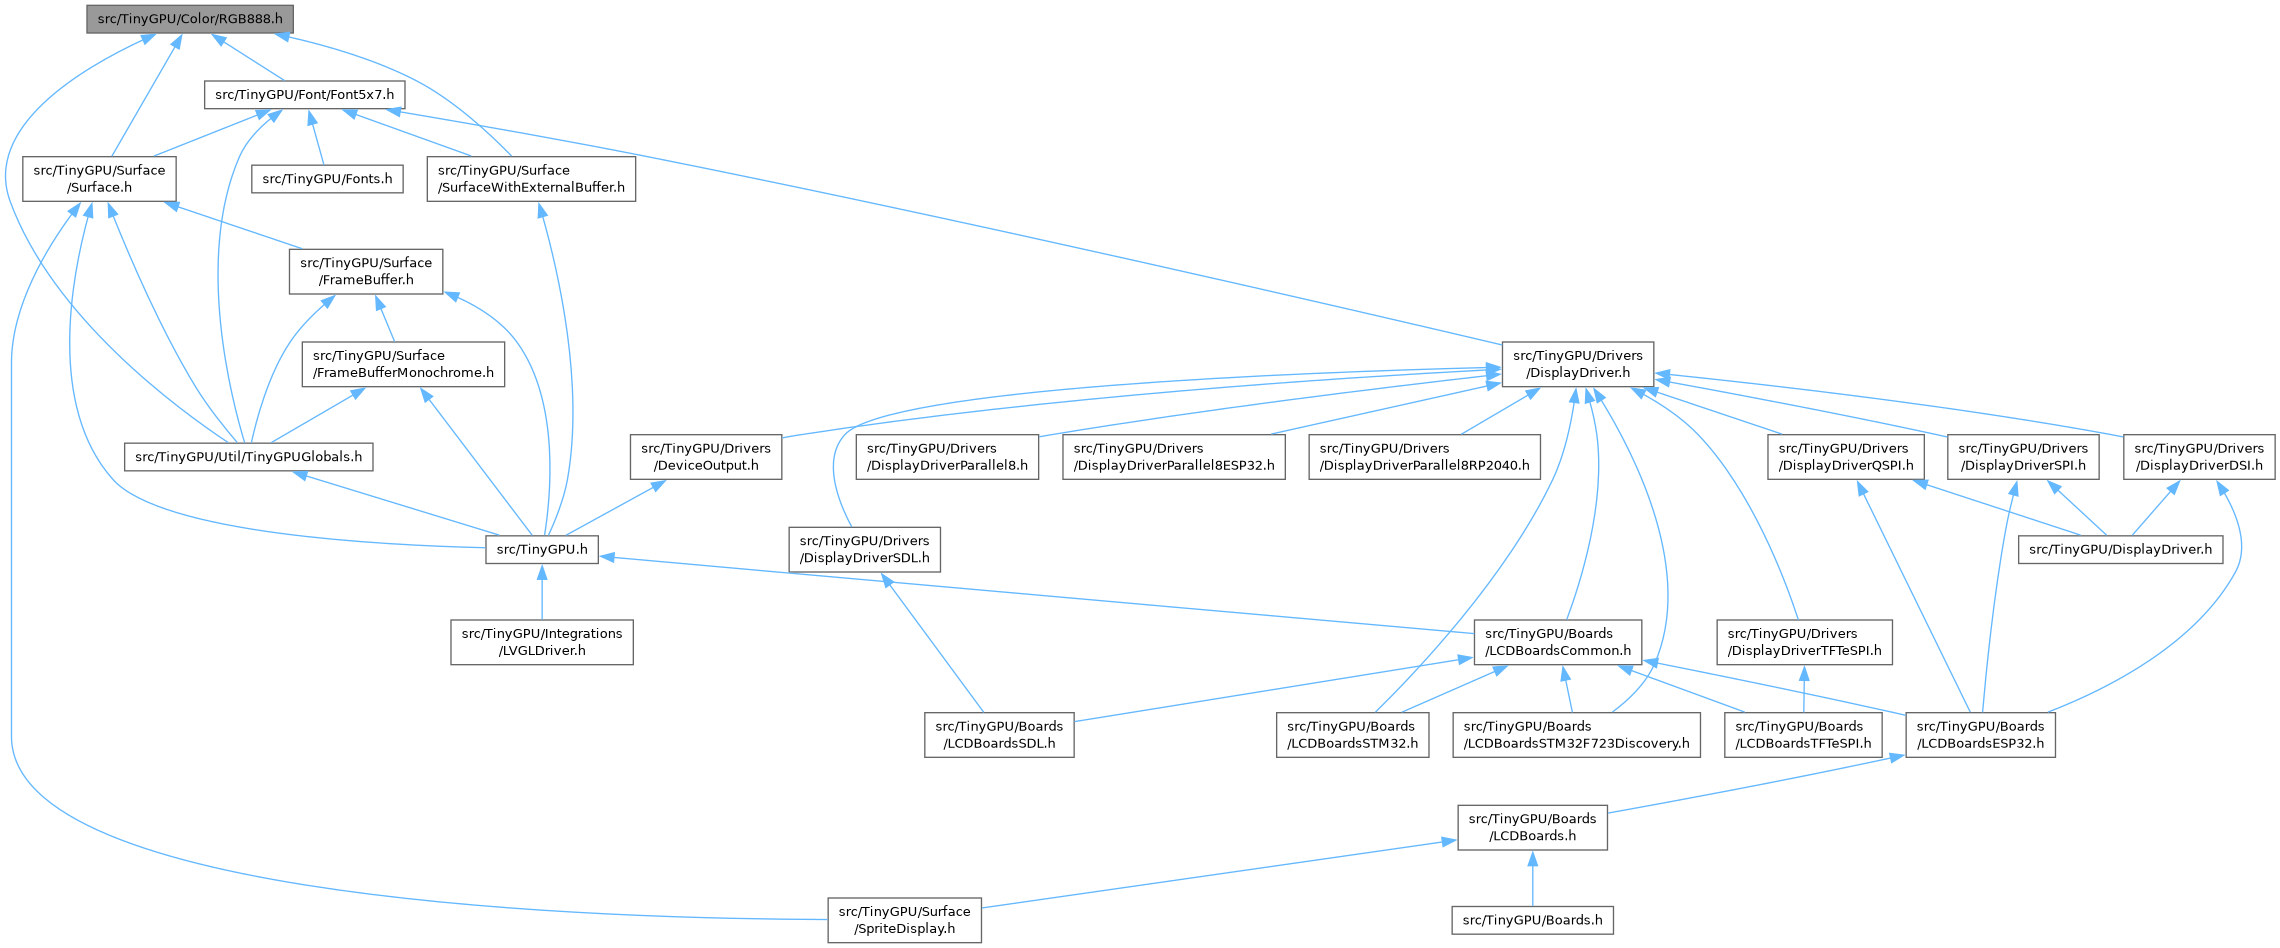 src/TinyGPU/Color/RGB888.h
src/TinyGPU/Font/Font5x7.h
src/TinyGPU/Surface
/Surface.h
src/TinyGPU/Fonts.h
src/TinyGPU/Surface
/SurfaceWithExternalBuffer.h
src/TinyGPU/Surface
/FrameBuffer.h
src/TinyGPU/Surface
/FrameBufferMonochrome.h
src/TinyGPU/Drivers
/DisplayDriver.h
src/TinyGPU/Util/TinyGPUGlobals.h
src/TinyGPU/Drivers
/DeviceOutput.h
src/TinyGPU/Drivers
/DisplayDriverParallel8.h
src/TinyGPU/Drivers
/DisplayDriverParallel8ESP32.h
src/TinyGPU/Drivers
/DisplayDriverParallel8RP2040.h
src/TinyGPU/Drivers
/DisplayDriverQSPI.h
src/TinyGPU/Drivers
/DisplayDriverSPI.h
src/TinyGPU/Drivers
/DisplayDriverDSI.h
src/TinyGPU.h
src/TinyGPU/Drivers
/DisplayDriverSDL.h
src/TinyGPU/DisplayDriver.h
src/TinyGPU/Integrations
/LVGLDriver.h
src/TinyGPU/Boards
/LCDBoardsCommon.h
src/TinyGPU/Drivers
/DisplayDriverTFTeSPI.h
src/TinyGPU/Boards
/LCDBoardsSDL.h
src/TinyGPU/Boards
/LCDBoardsSTM32.h
src/TinyGPU/Boards
/LCDBoardsSTM32F723Discovery.h
src/TinyGPU/Boards
/LCDBoardsTFTeSPI.h
src/TinyGPU/Boards
/LCDBoardsESP32.h
src/TinyGPU/Boards
/LCDBoards.h
src/TinyGPU/Surface
/SpriteDisplay.h
src/TinyGPU/Boards.h